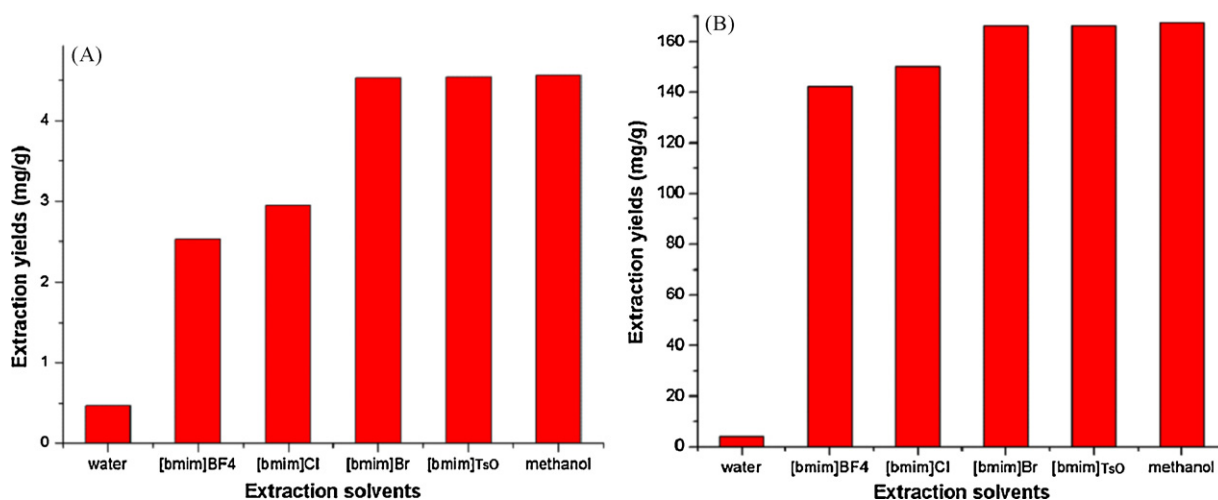 (A)
Extraction yields (mg/g)
4
3
2
1
0
water [bmim]BF4 [bmim]Cl [bmim]Br [bmim]TsO methanol
Extraction solvents
(B)
Extraction yields (mg/g)
160
140
120
100
80
60
40
20
0
water [bmim]BF4 [bmim]Cl [bmim]Br [bmim]TsO methanol
Extraction solvents